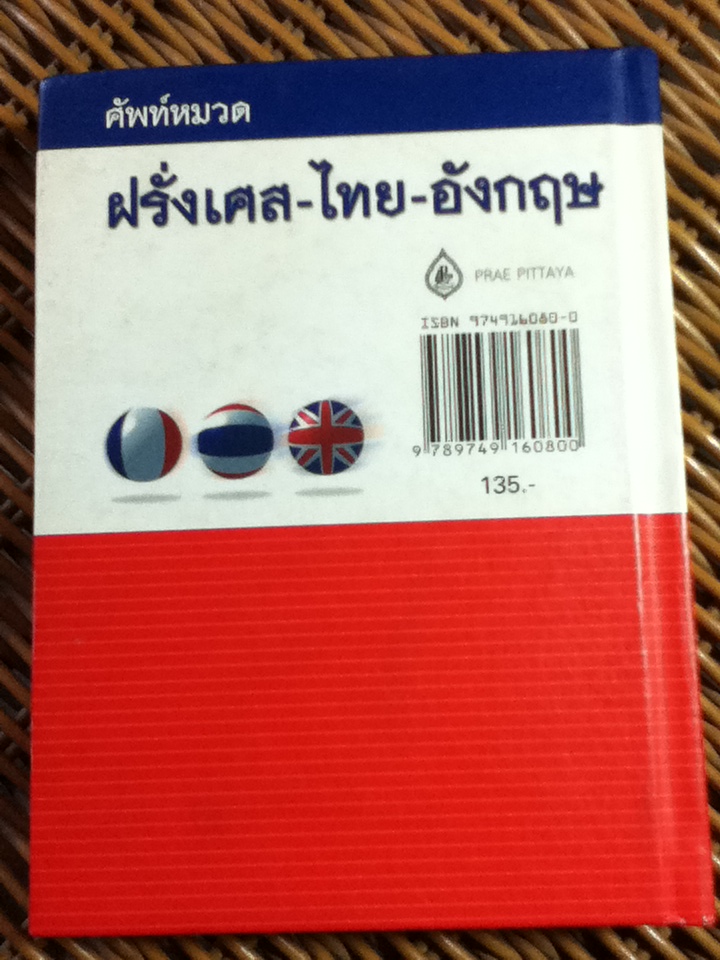 ศัพท์หมวด
ฝรั่งเศส-ไทย-อังกฤษ
PRAE PITTAYA
ISBN 974916080-0
9 789749 160800
135.-